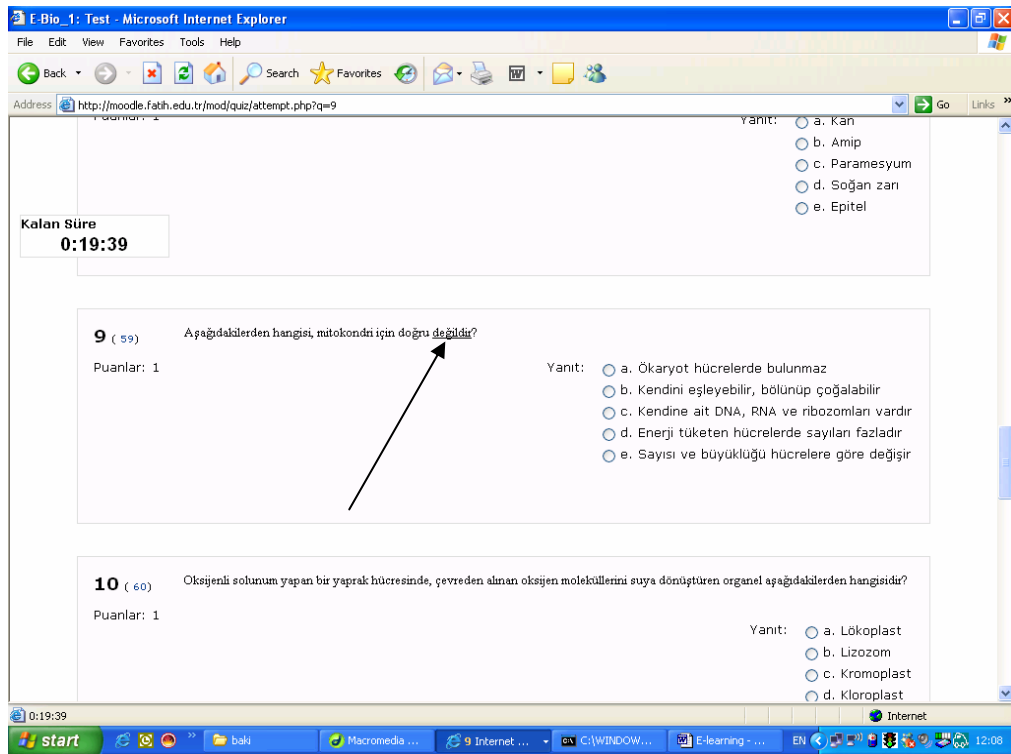 E-Bio_1: Test - Microsoft Internet Explorer
File Edit View Favorites Tools Help
Back Search Favorites
Address http://moodle.fatih.edu.tr/mod/quiz/attempt.php?q=9 Go Links »
Puanlar: 1 Yanıt: a. Kan
b. Amip
c. Paramesyum
d. Soğan zarı
e. Epitel
Kalan Süre
0:19:39
9 ( 59) Aşağıdakilerden hangisi, mitokondri için doğru değildir?
Puanlar: 1 Yanıt: a. Ökaryot hücrelerde bulunmaz
b. Kendini eşleyebilir, bölünüp çoğalabilir
c. Kendine ait DNA, RNA ve ribozomları vardır
d. Enerji tüketen hücrelerde sayıları fazladır
e. Sayısı ve büyüklüğü hücrelere göre değişir
10 ( 60) Oksijenli solunum yapan bir yaprak hücresinde, çevreden alınan oksijen moleküllerini suya dönüştüren organel aşağıdakilerden hangisidir?
Puanlar: 1
Yanıt: a. Lökoplast
b. Lizozom
c. Kromoplast
d. Kloroplast
0:19:39 Internet
start » baki Macromedia ... 9 Internet ... C:\WINDOW... E-learning - ... EN 12:08